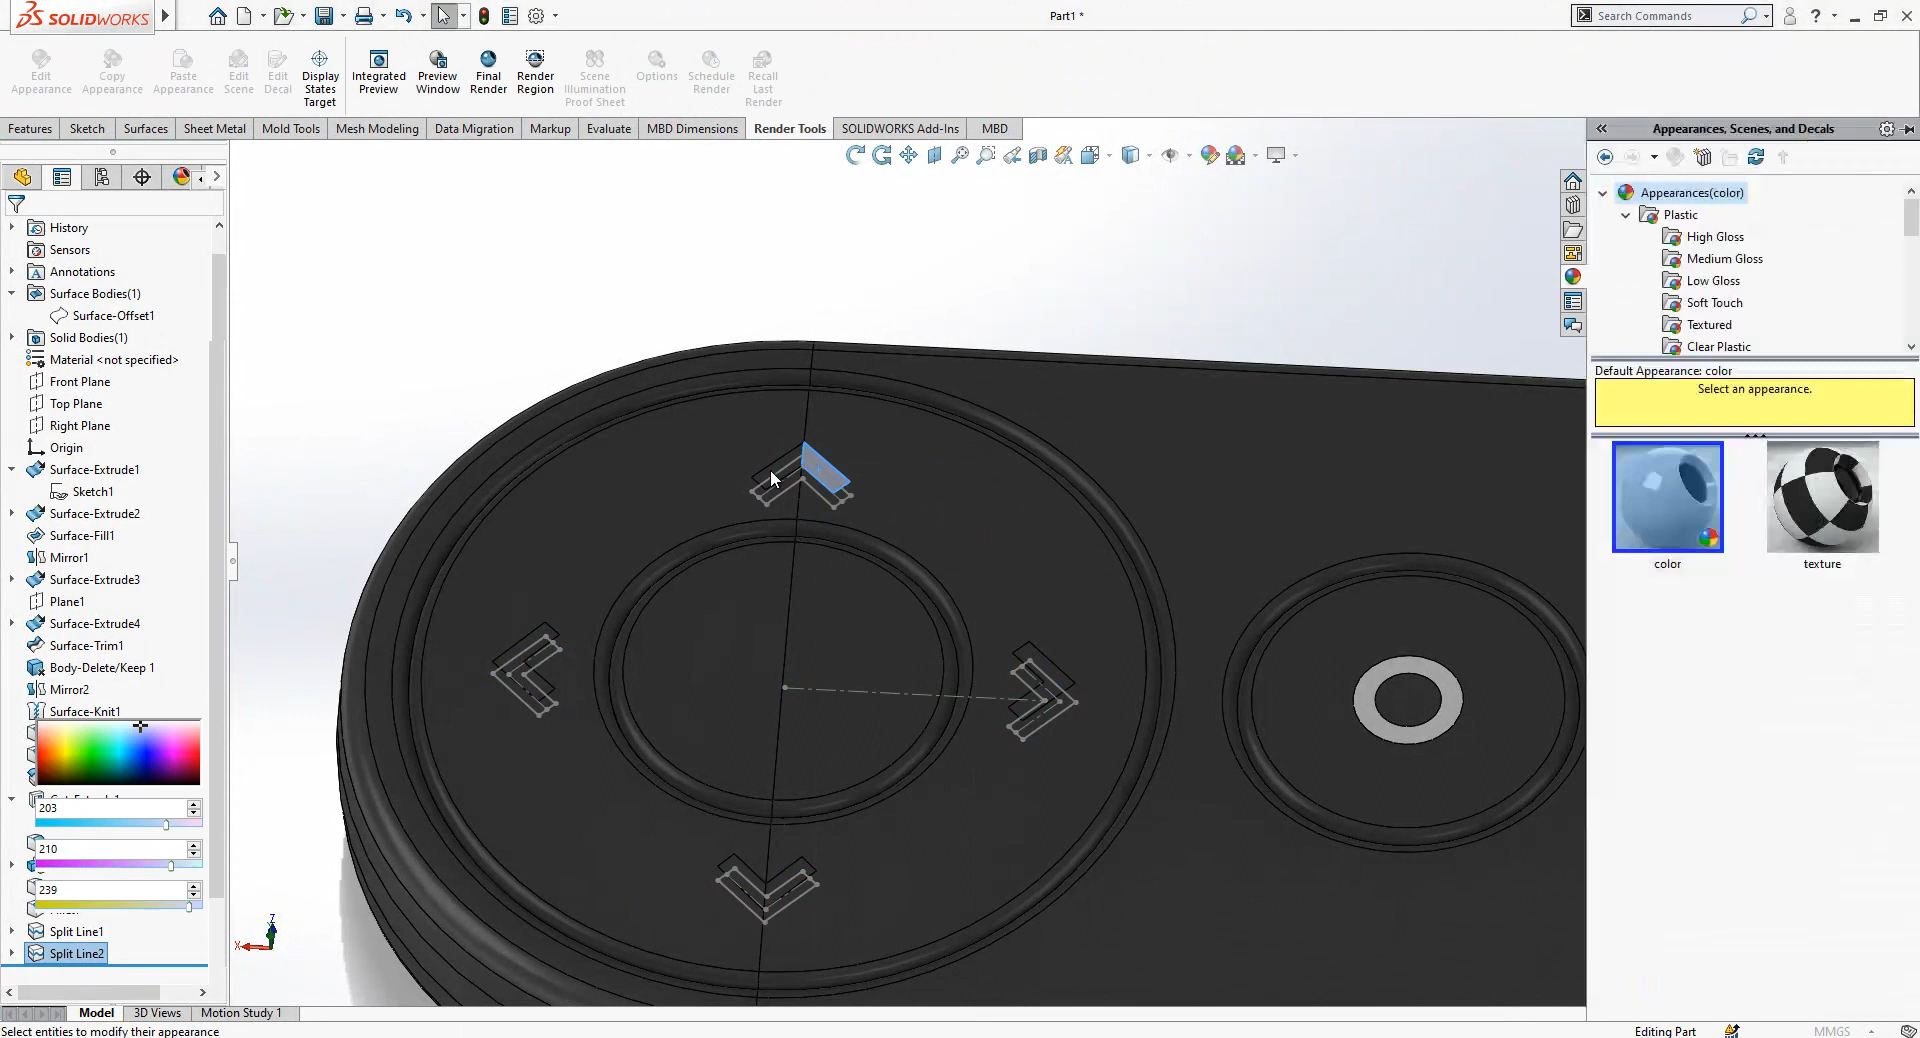 SOLIDWORKS
Part1 *
Search Commands
Edit Appearance
Copy Appearance
Paste Appearance
Edit Scene
Edit Decal
Display States Target
Integrated Preview
Preview Window
Final Render
Render Region
Scene Illumination Proof Sheet
Options
Schedule Render
Recall Last Render
Features
Sketch
Surfaces
Sheet Metal
Mold Tools
Mesh Modeling
Data Migration
Markup
Evaluate
MBD Dimensions
Render Tools
SOLIDWORKS Add-Ins
MBD
Appearances, Scenes, and Decals
History
Sensors
Annotations
Surface Bodies(1)
Surface-Offset1
Solid Bodies(1)
Material <not specified>
Front Plane
Top Plane
Right Plane
Origin
Surface-Extrude1
Sketch1
Surface-Extrude2
Surface-Fill1
Mirror1
Surface-Extrude3
Plane1
Surface-Extrude4
Surface-Trim1
Body-Delete/Keep 1
Mirror2
Surface-Knit1
203
210
239
Split Line1
Split Line2
Z
X
Appearances(color)
Plastic
High Gloss
Medium Gloss
Low Gloss
Soft Touch
Textured
Clear Plastic
Default Appearance: color
Select an appearance.
color
texture
Model
3D Views
Motion Study 1
Select entities to modify their appearance
Editing Part
MMGS